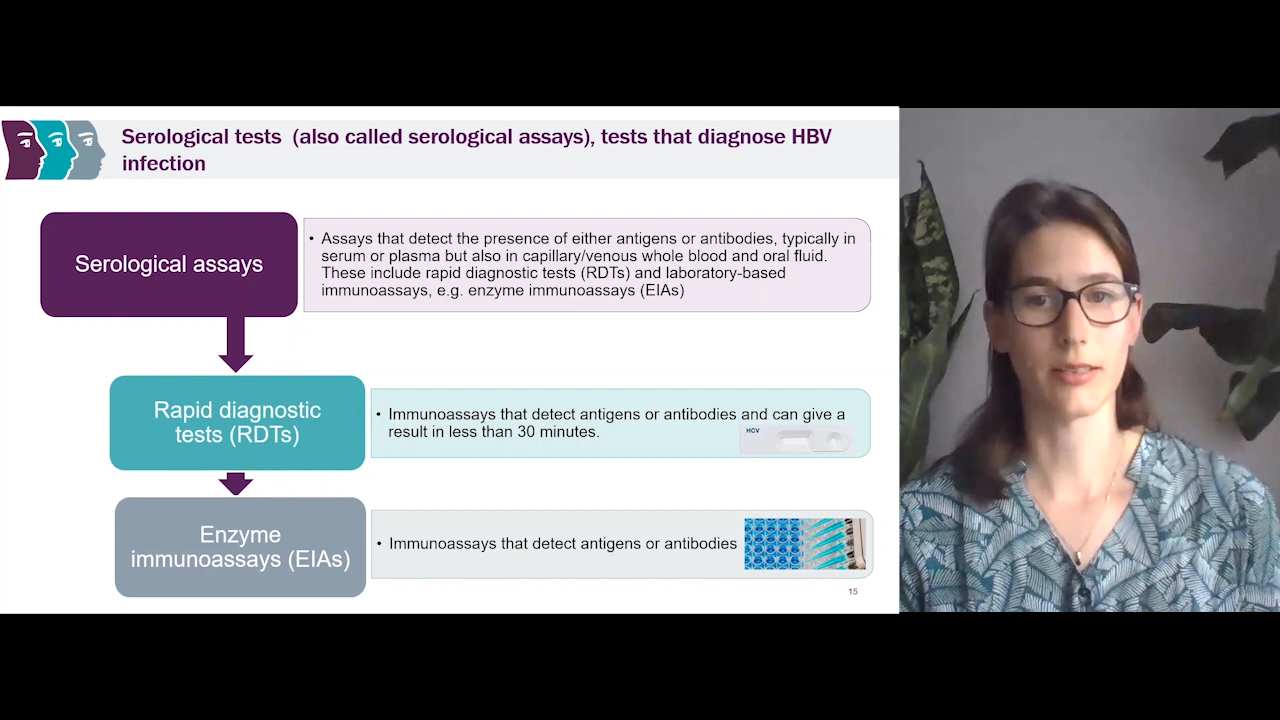 Serological tests (also called serological assays), tests that diagnose HBV
infection
Serological assays
• Assays that detect the presence of either antigens or antibodies, typically in
serum or plasma but also in capillary/venous whole blood and oral fluid.
These include rapid diagnostic tests (RDTs) and laboratory-based
immunoassays, e.g. enzyme immunoassays (EIAs)
Rapid diagnostic
tests (RDTs)
• Immunoassays that detect antigens or antibodies and can give a
result in less than 30 minutes.
HCV
Enzyme
immunoassays (EIAs)
• Immunoassays that detect antigens or antibodies
15